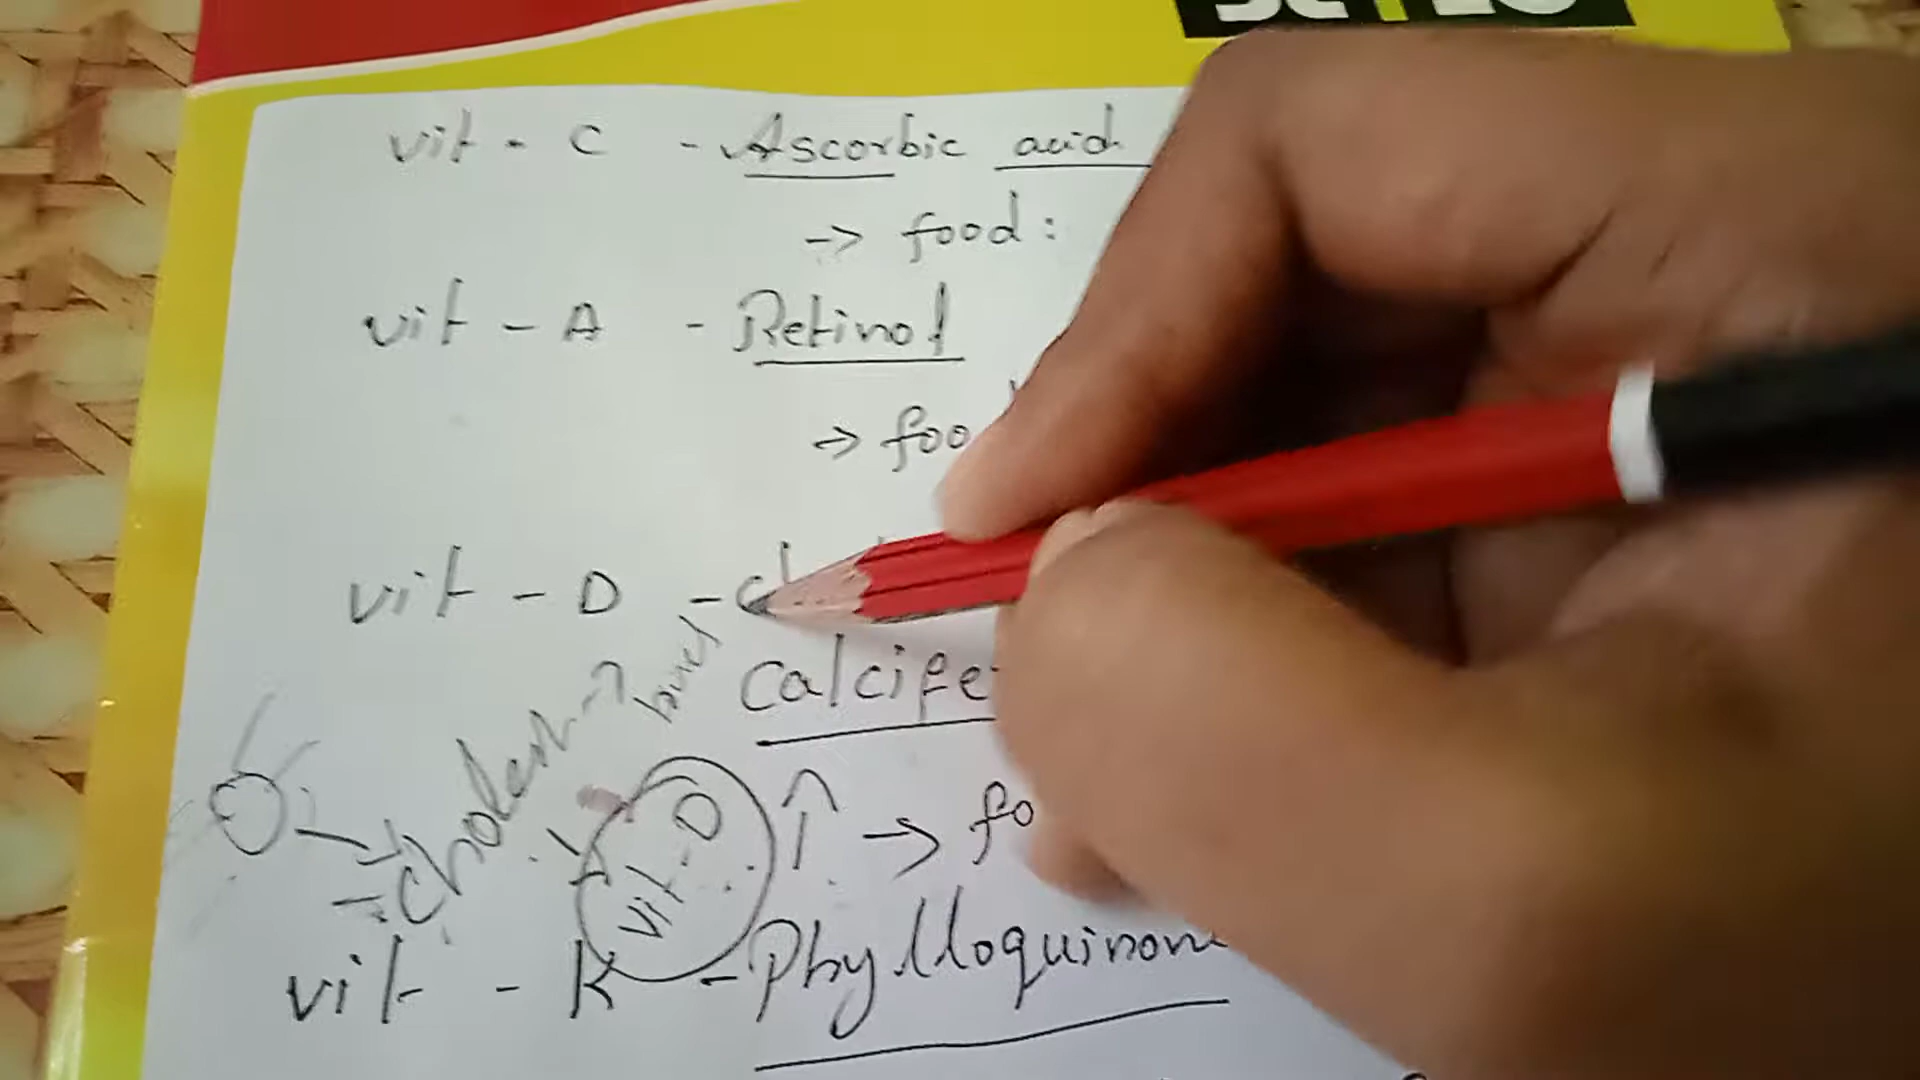 vit - C - Ascorbic acid
-> food:
vit - A - Retinol
-> foo
vit - D -
Calcife
vit-D
-> fo
vit - K - Phylloquinon